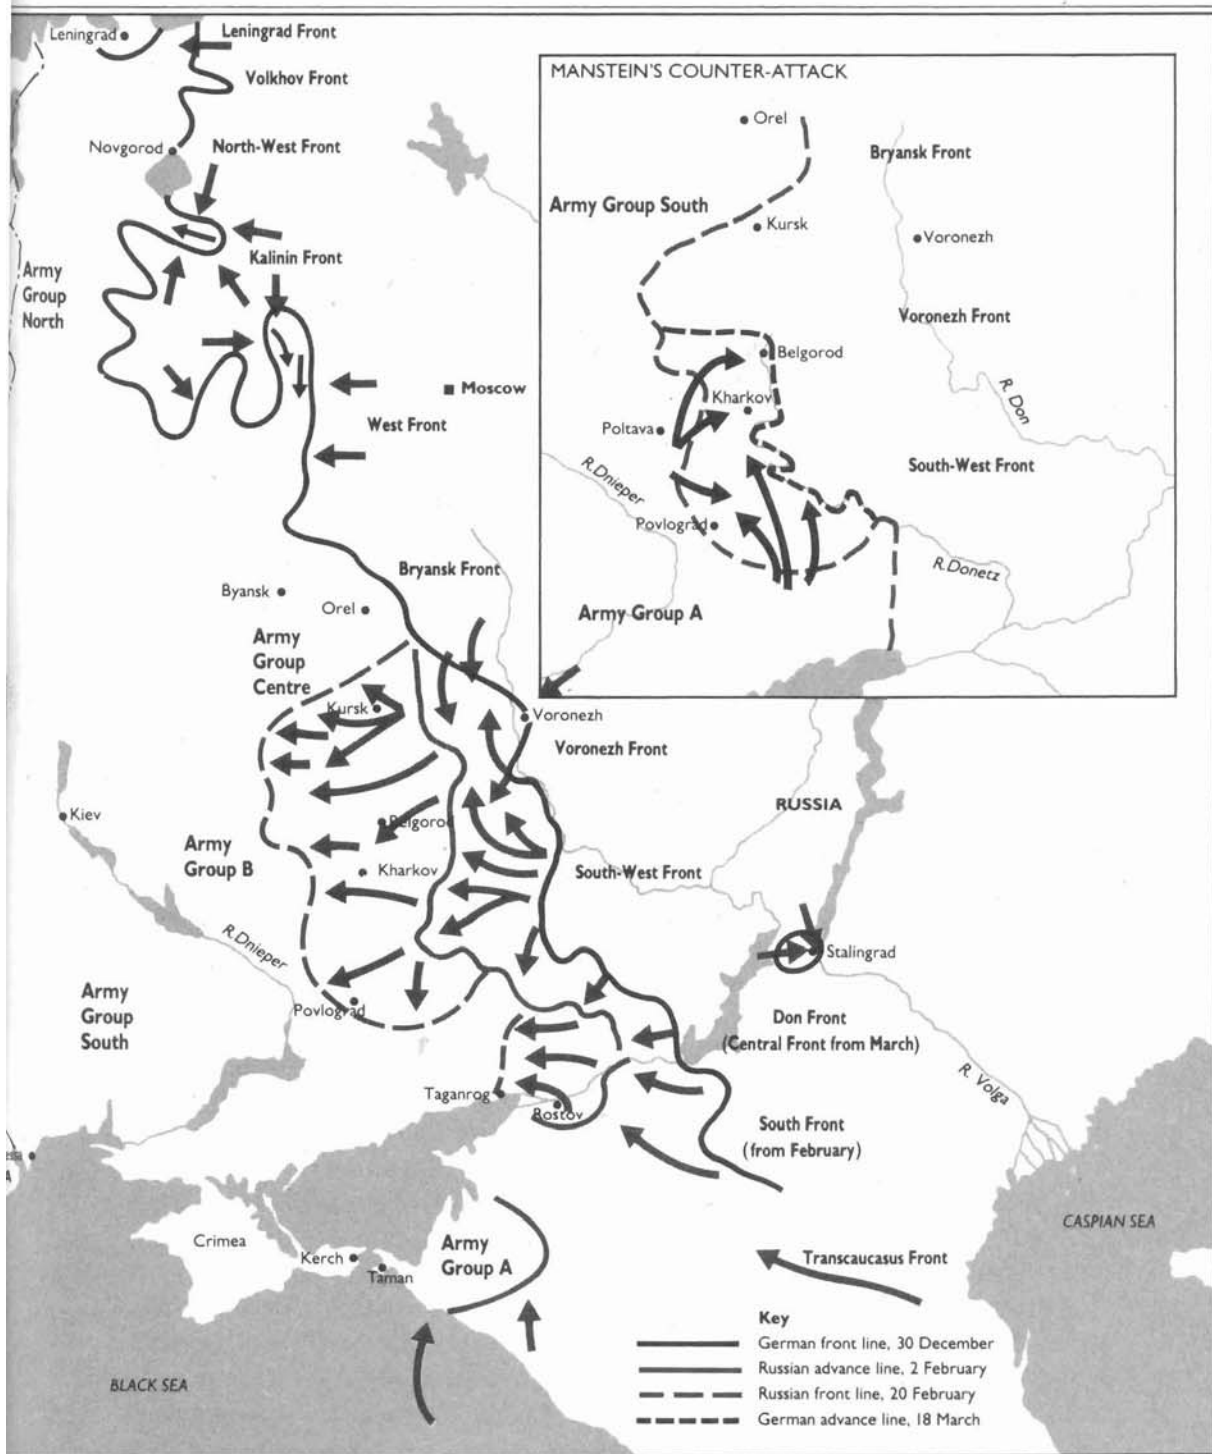 Leningrad
Leningrad Front
Volkhov Front
Novgorod
North-West Front
Kalinin Front
Army
Group
North
Moscow
West Front
MANSTEIN'S COUNTER-ATTACK
Orel
Bryansk Front
Army Group South
Kursk
Voronezh
Voronezh Front
Belgorod
Kharkov
R. Don
Poltava
South-West Front
R.Dnieper
Povlograd
R.Donetz
Army Group A
Bryansk Front
Byansk
Orel
Army
Group
Centre
Kursk
Voronezh
Voronezh Front
RUSSIA
Kiev
Belgorod
Army
Group B
Kharkov
South-West Front
R.Dnieper
Stalingrad
Army
Group
South
Povlograd
Don Front
(Central Front from March)
R. Volga
Taganrog
Rostov
South Front
(from February)
A
CASPIAN SEA
Crimea
Army
Group A
Kerch
Taman
Transcaucasus Front
BLACK SEA
Key
German front line, 30 December
Russian advance line, 2 February
Russian front line, 20 February
German advance line, 18 March